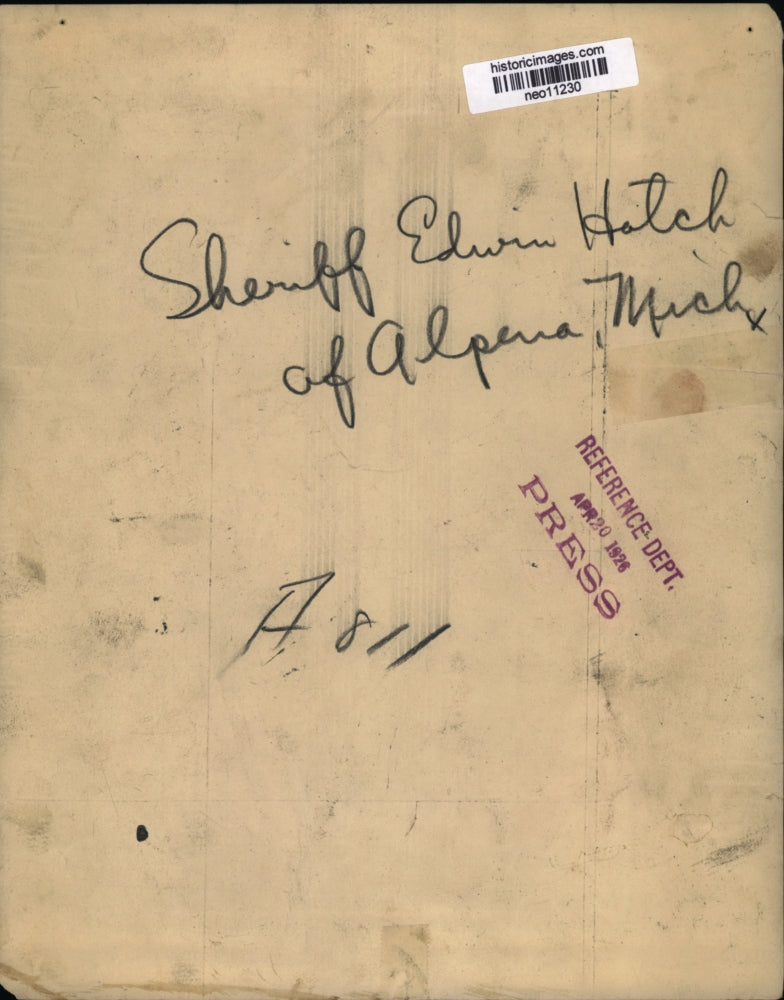 historicimages.com
neo11230
Sheriff Edwin Hatch
of Alpena, Mich
x
REFERENCE DEPT.
APR 20 1926
PRESS
A 811